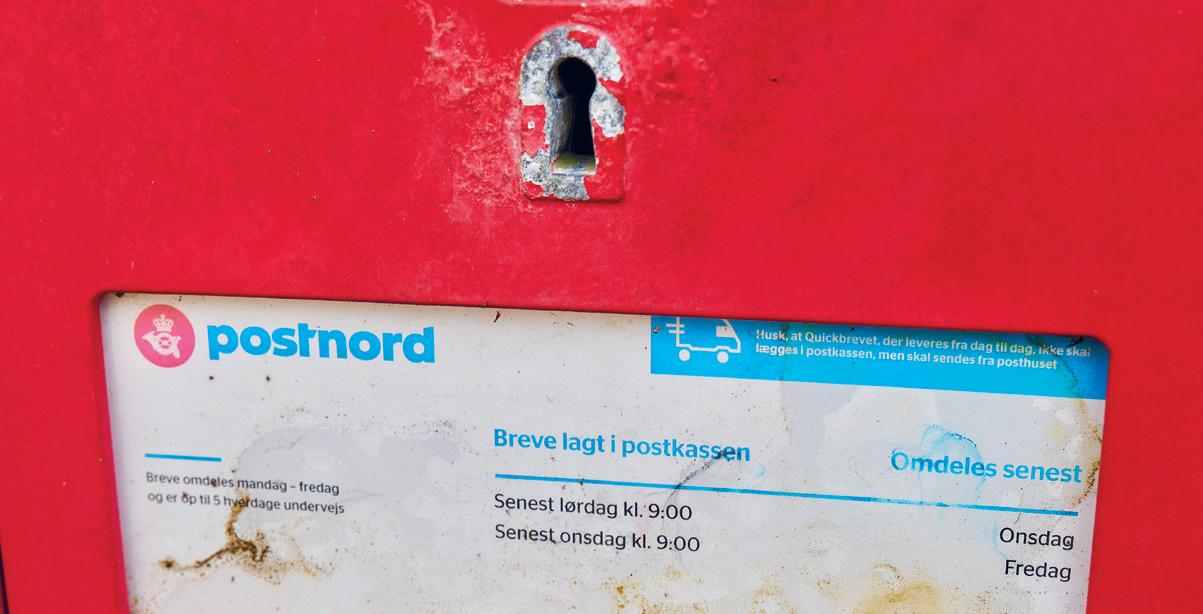 postnord
Husk, at Quickbrevet, der leveres fra dag til dag, ikke skal
lægges i postkassen, men skal sendes fra posthuset
Breve omdeles mandag – fredag
og er op til 5 hverdage undervejs
Breve lagt i postkassen
Omdeles senest
Senest lørdag kl. 9:00
Onsdag
Senest onsdag kl. 9:00
Fredag